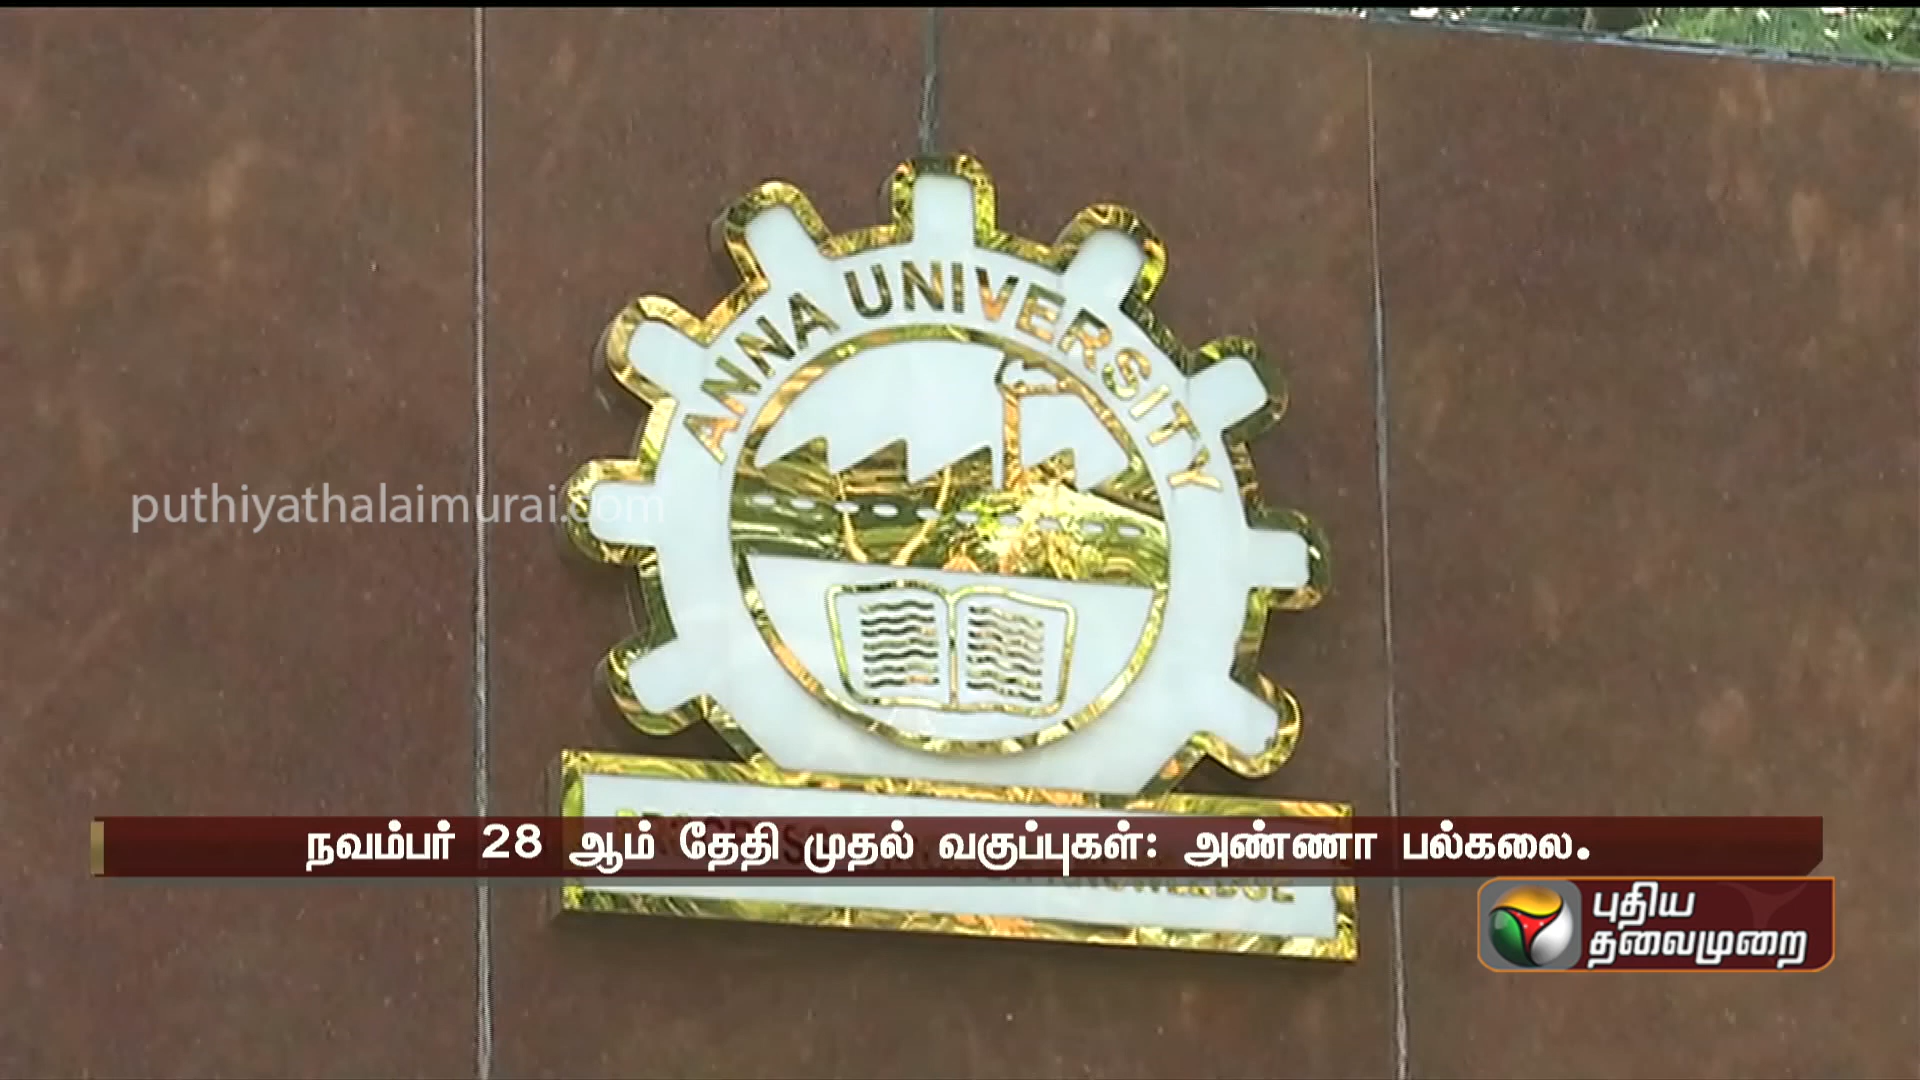 ANNA UNIVERSITY
puthiyathalaimurai.com
நவம்பர் 28 ஆம் தேதி முதல் வகுப்புகள்: அண்ணா பல்கலை.
புதிய
தலைமுறை